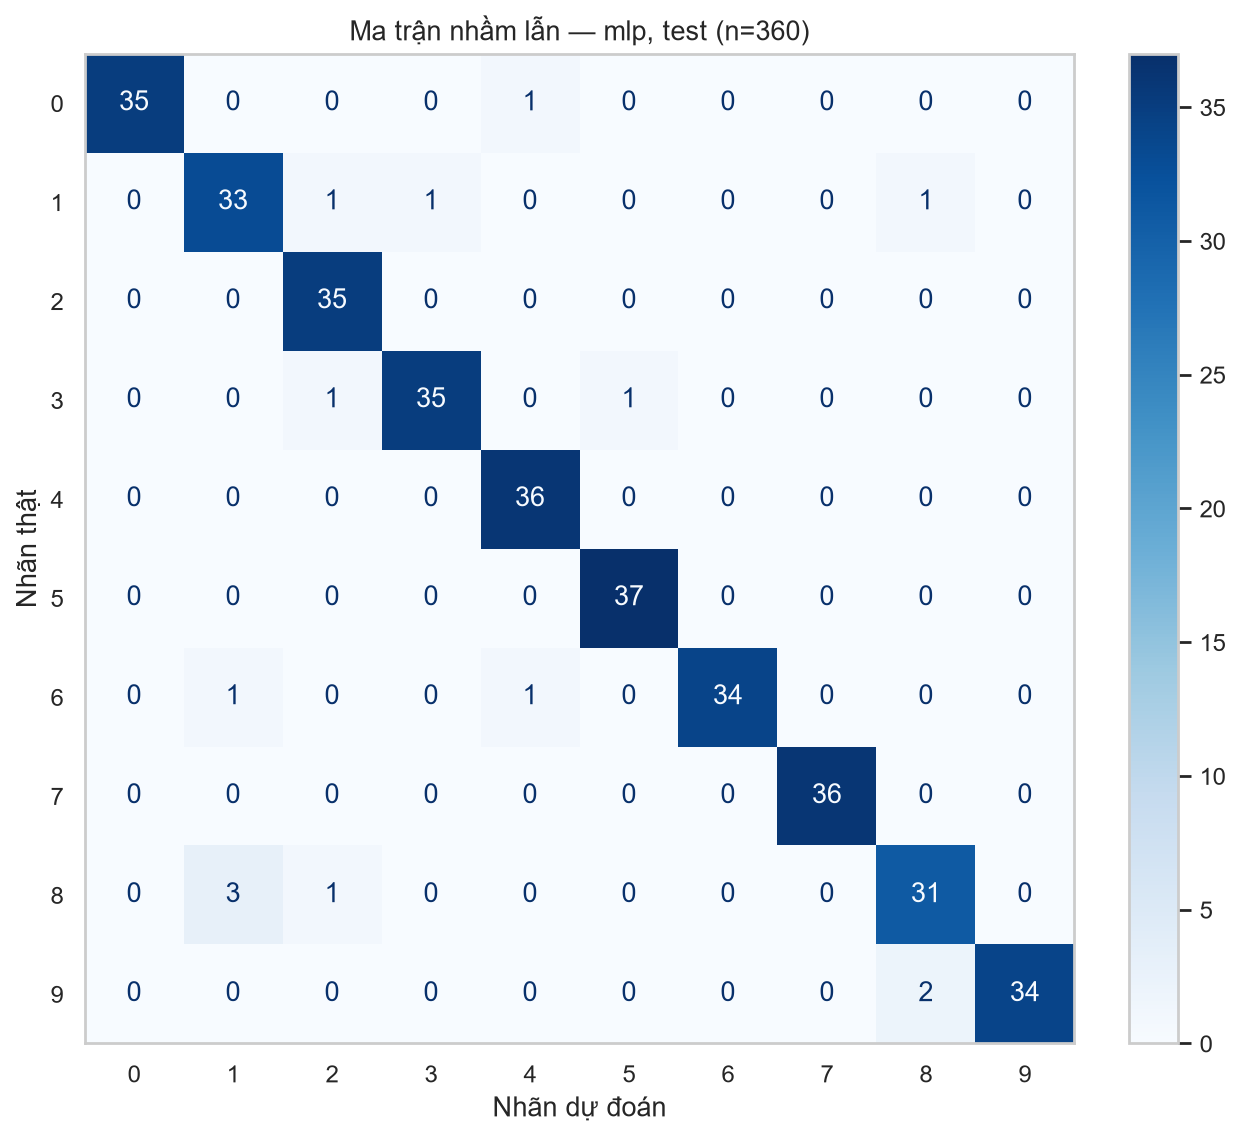 Ma trận nhầm lẫn — mlp, test (n=360)
Nhãn thật
0 35 0 0 0 1 0 0 0 0 0
1 0 33 1 1 0 0 0 0 1 0
2 0 0 35 0 0 0 0 0 0 0
3 0 0 1 35 0 1 0 0 0 0
4 0 0 0 0 36 0 0 0 0 0
5 0 0 0 0 0 37 0 0 0 0
6 0 1 0 0 1 0 34 0 0 0
7 0 0 0 0 0 0 0 36 0 0
8 0 3 1 0 0 0 0 0 31 0
9 0 0 0 0 0 0 0 0 2 34
0 1 2 3 4 5 6 7 8 9
Nhãn dự đoán
35
30
25
20
15
10
5
0